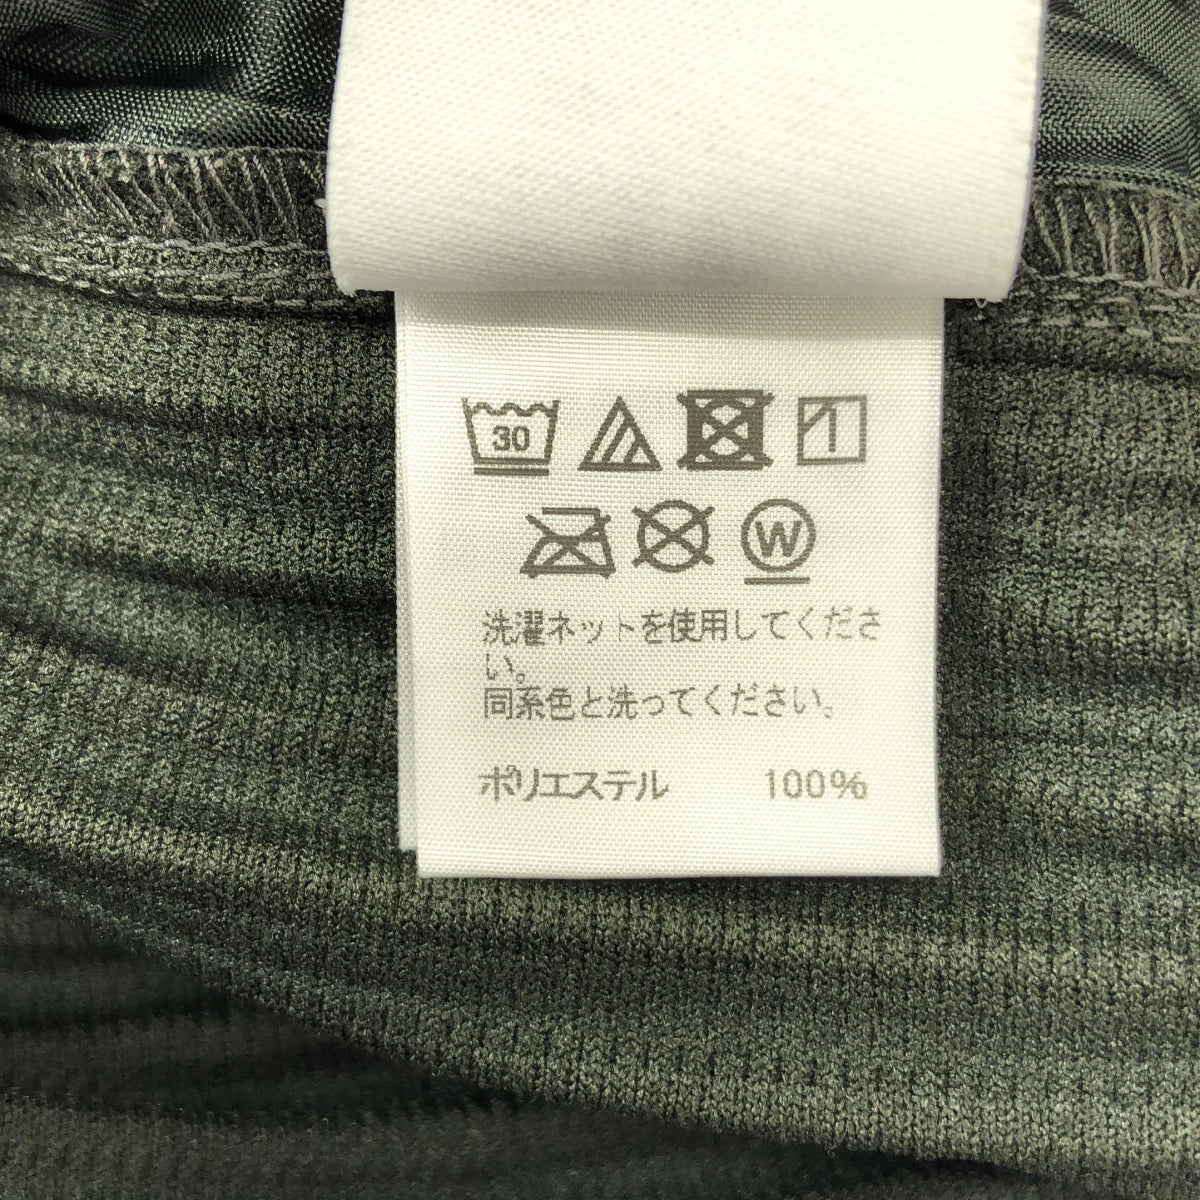 30
W
洗濯ネットを使用してくださ
い。
同系色と洗ってください。
ポリエステル 100%